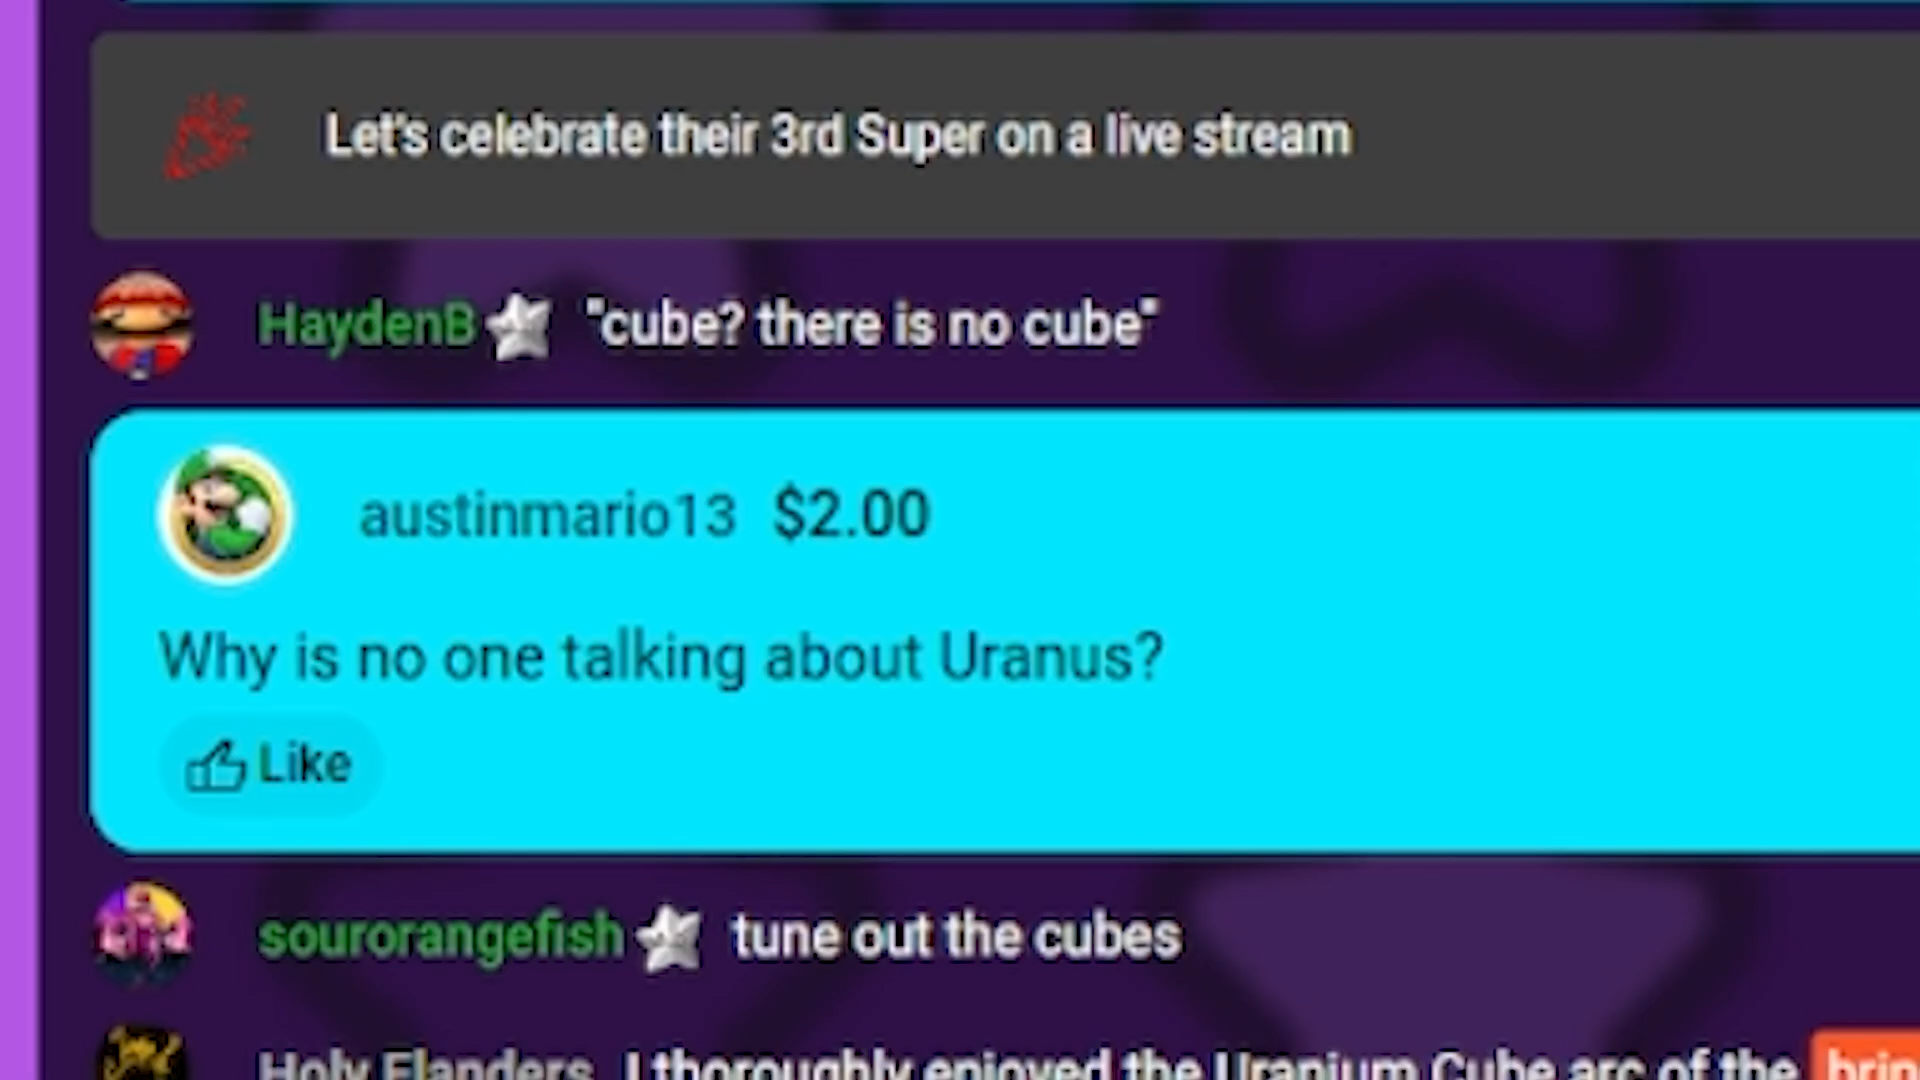 Let's celebrate their 3rd Super on a live stream
HaydenB "cube? there is no cube"
austinmario13 $2.00
Why is no one talking about Uranus?
Like
sourorangefish tune out the cubes
Holy Flanders I thoroughly enjoyed the Uranium Cube arc of the